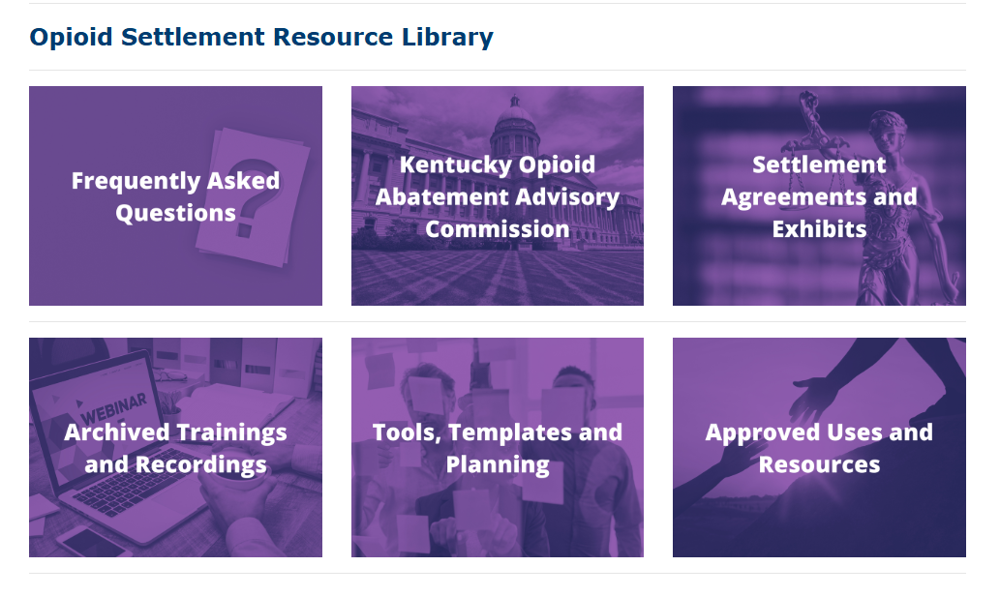 Opioid Settlement Resource Library
Frequently Asked
Questions
?
Kentucky Opioid
Abatement Advisory
Commission
Settlement
Agreements and
Exhibits
WEBINAR
Archived Trainings
and Recordings
Tools, Templates and
Planning
Approved Uses and
Resources